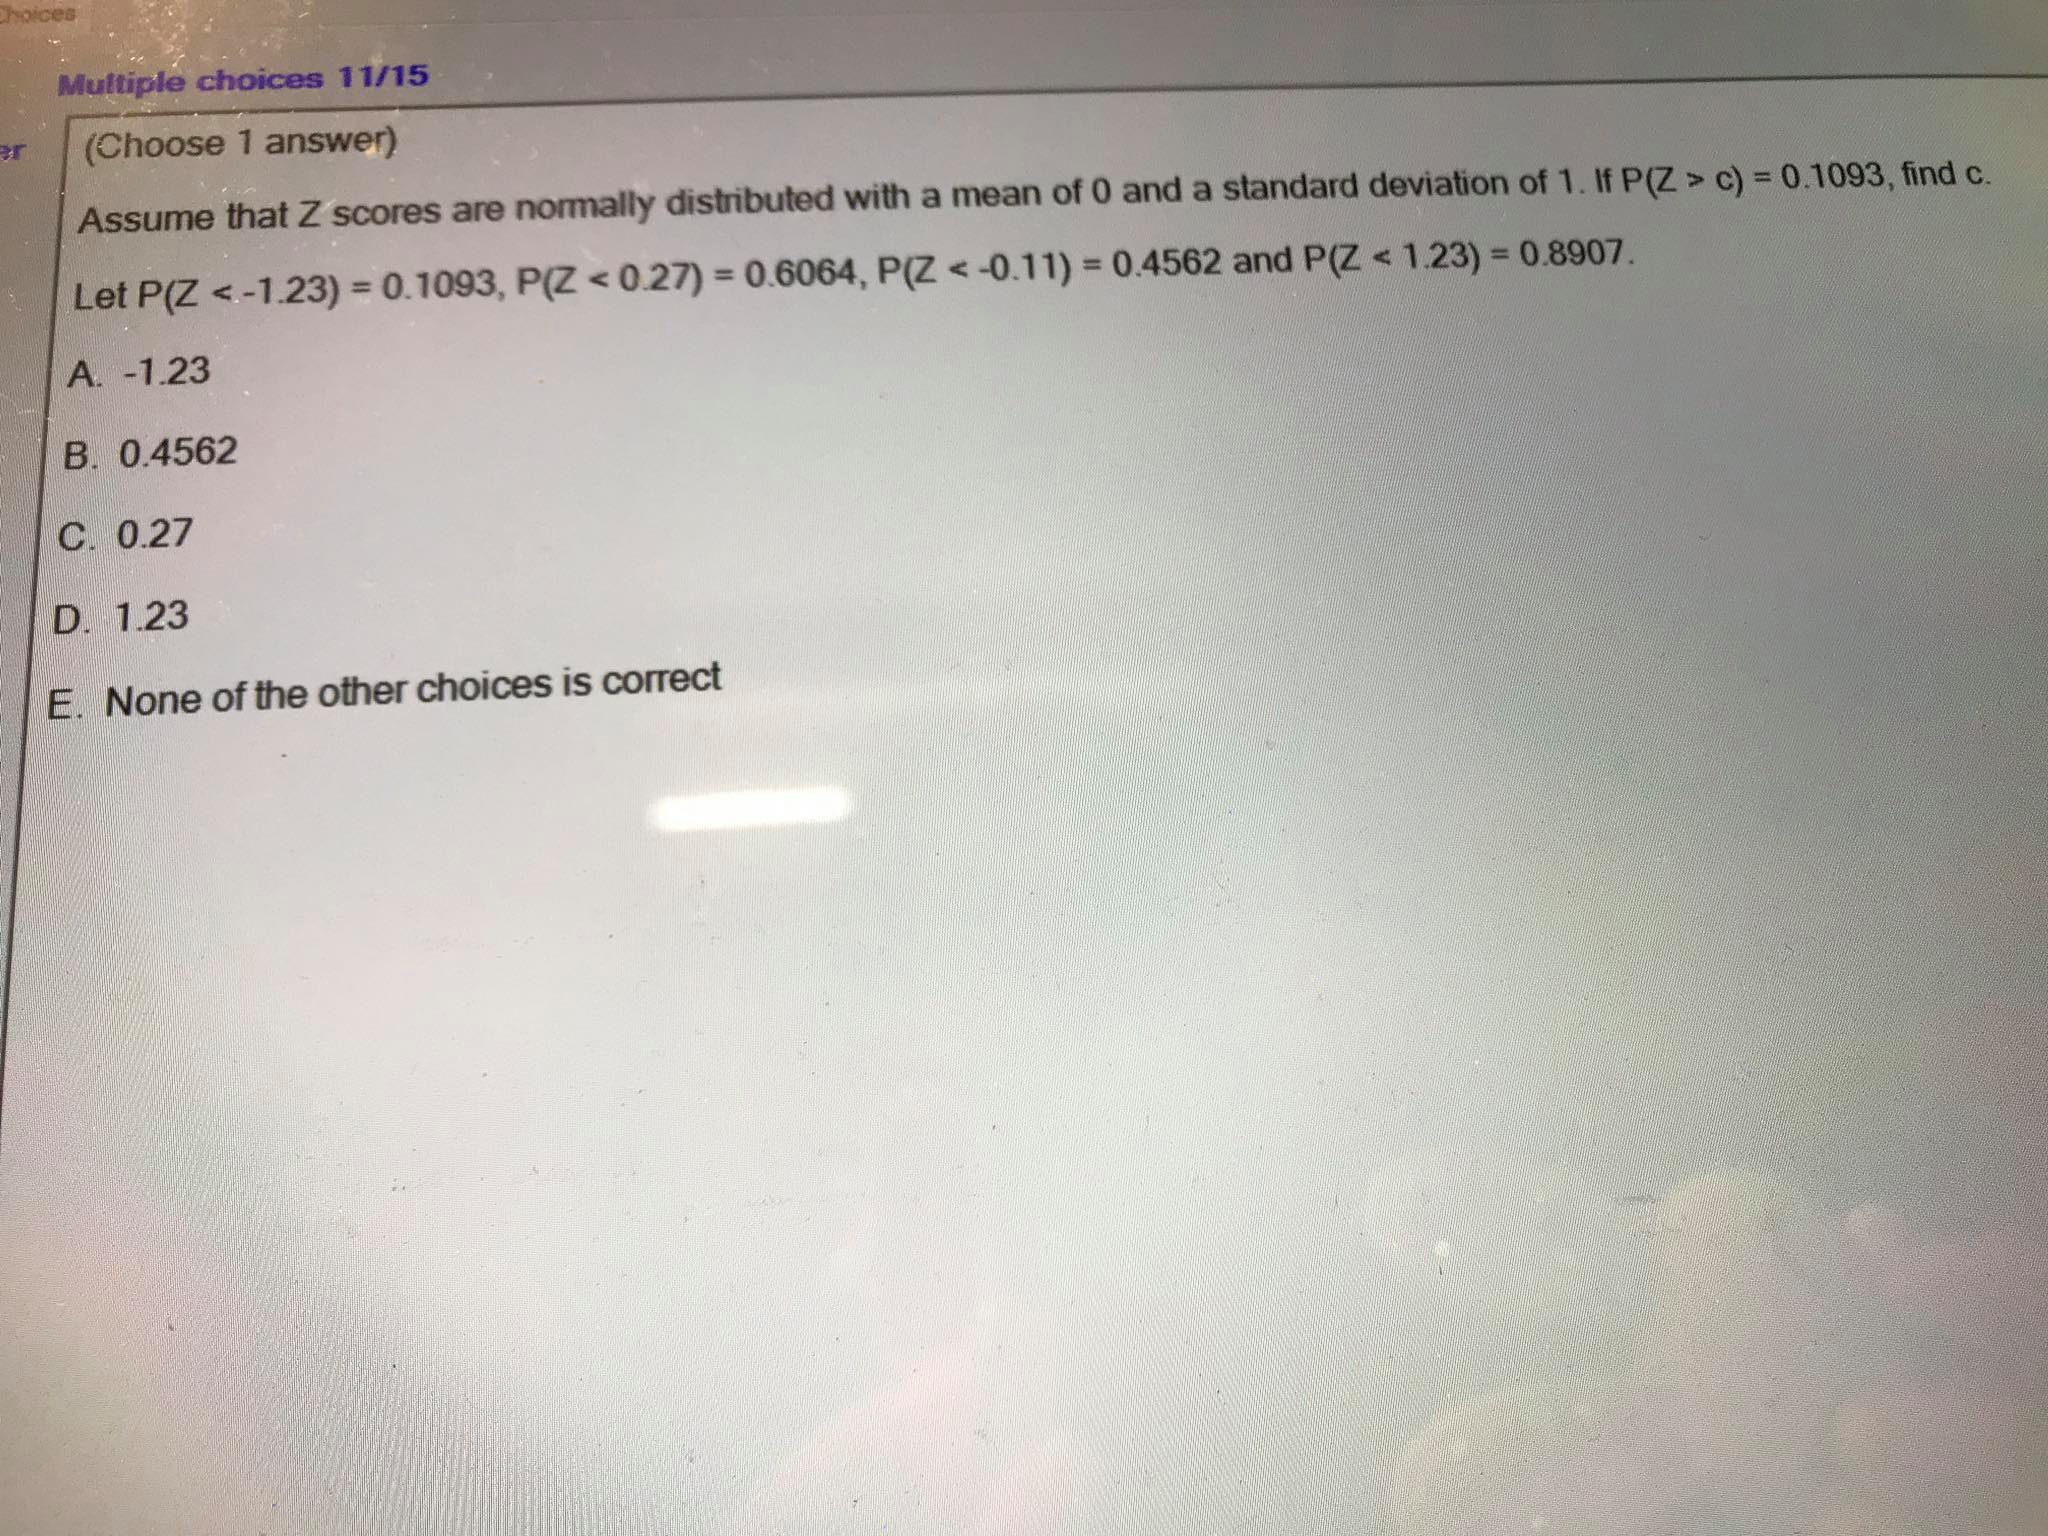 Choices
Multiple choices 11/15
er
(Choose 1 answer)
Assume that Z scores are normally distributed with a mean of 0 and a standard deviation of 1. If P(Z > c) = 0.1093, find c.
Let P(Z < -1.23) = 0.1093, P(Z < 0.27) = 0.6064, P(Z < -0.11) = 0.4562 and P(Z < 1.23) = 0.8907.
A. -1.23
B. 0.4562
C. 0.27
D. 1.23
E. None of the other choices is correct